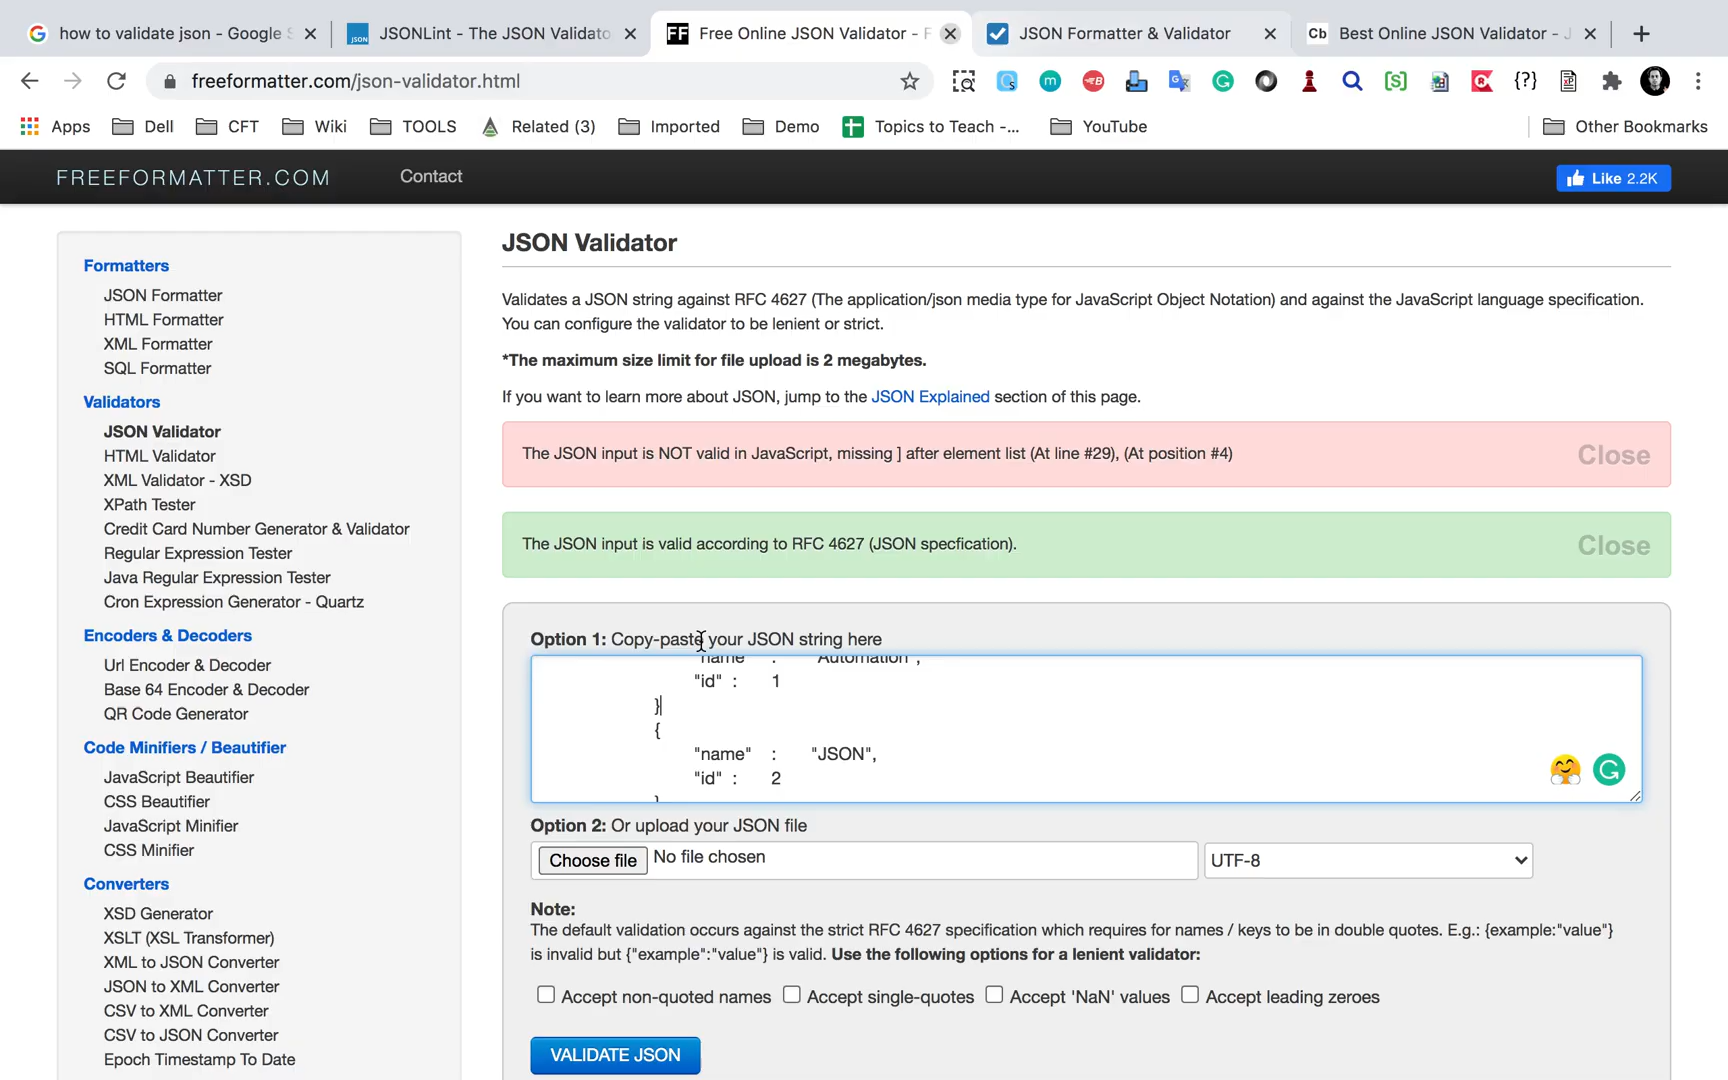 how to validate json - Google S
JSONLint - The JSON Validato
Free Online JSON Validator - F
JSON Formatter & Validator
Best Online JSON Validator - J
freeformatter.com/json-validator.html
Apps
Dell
CFT
Wiki
TOOLS
Related (3)
Imported
Demo
Topics to Teach -...
YouTube
Other Bookmarks
FREEFORMATTER.COM
Contact
Like 2.2K
Formatters
JSON Formatter
HTML Formatter
XML Formatter
SQL Formatter
Validators
JSON Validator
HTML Validator
XML Validator - XSD
XPath Tester
Credit Card Number Generator & Validator
Regular Expression Tester
Java Regular Expression Tester
Cron Expression Generator - Quartz
Encoders & Decoders
Url Encoder & Decoder
Base 64 Encoder & Decoder
QR Code Generator
Code Minifiers / Beautifier
JavaScript Beautifier
CSS Beautifier
JavaScript Minifier
CSS Minifier
Converters
XSD Generator
XSLT (XSL Transformer)
XML to JSON Converter
JSON to XML Converter
CSV to XML Converter
CSV to JSON Converter
Epoch Timestamp To Date
JSON Validator
Validates a JSON string against RFC 4627 (The application/json media type for JavaScript Object Notation) and against the JavaScript language specification.
You can configure the validator to be lenient or strict.
*The maximum size limit for file upload is 2 megabytes.
If you want to learn more about JSON, jump to the JSON Explained section of this page.
The JSON input is NOT valid in JavaScript, missing ] after element list (At line #29), (At position #4)
Close
The JSON input is valid according to RFC 4627 (JSON specfication).
Close
Option 1: Copy-paste your JSON string here
"name" : "Automation",
"id" : 1
}
{
"name" : "JSON",
"id" : 2
}
Option 2: Or upload your JSON file
Choose file No file chosen
UTF-8
Note:
The default validation occurs against the strict RFC 4627 specification which requires for names / keys to be in double quotes. E.g.: {example:"value"}
is invalid but {"example":"value"} is valid. Use the following options for a lenient validator:
Accept non-quoted names
Accept single-quotes
Accept 'NaN' values
Accept leading zeroes
VALIDATE JSON